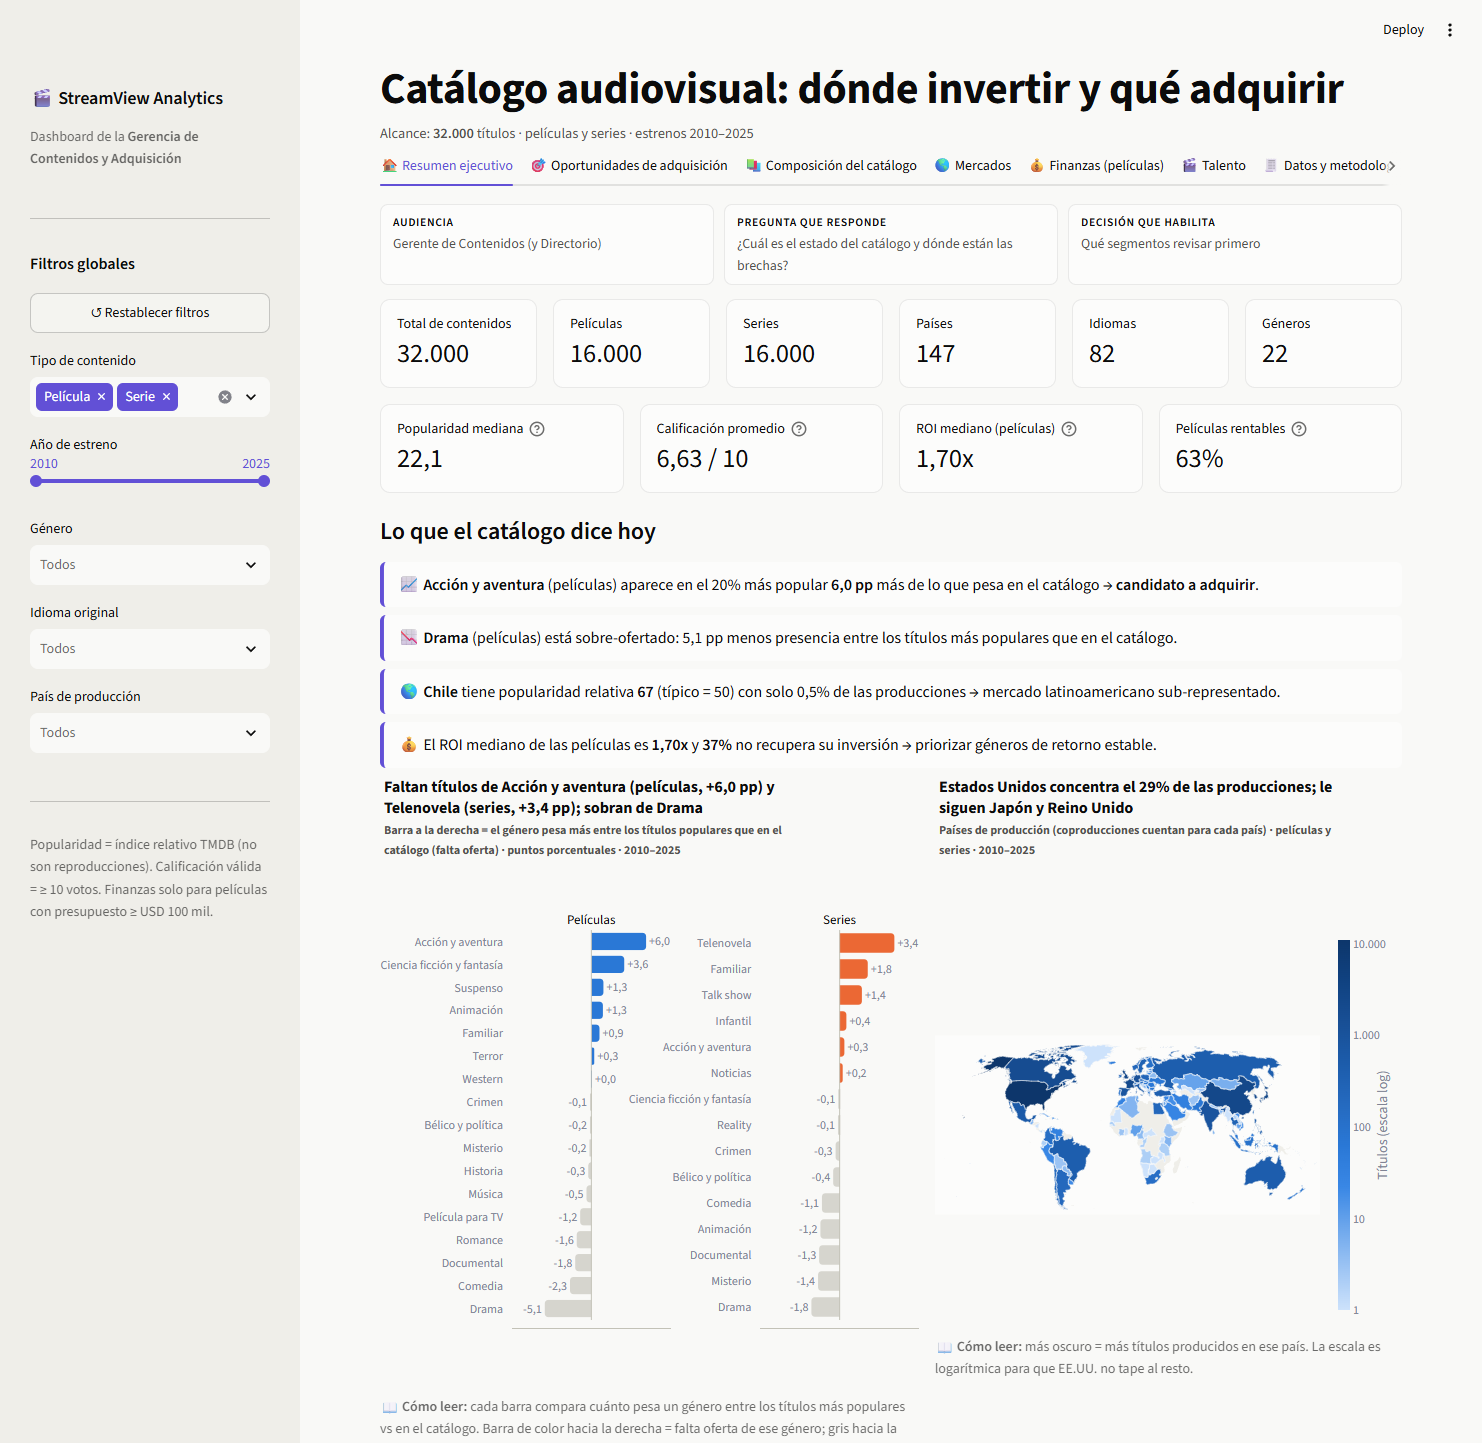 Deploy
🎬 StreamView Analytics
Dashboard de la Gerencia de
Contenidos y Adquisición
Filtros globales
↺ Restablecer filtros
Tipo de contenido
Película × Serie ×
Año de estreno
2010 2025
Género
Todos
Idioma original
Todos
País de producción
Todos
Popularidad = índice relativo TMDB (no
son reproducciones). Calificación válida
= ≥ 10 votos. Finanzas solo para películas
con presupuesto ≥ USD 100 mil.
Catálogo audiovisual: dónde invertir y qué adquirir
Alcance: 32.000 títulos · películas y series · estrenos 2010–2025
Resumen ejecutivo Oportunidades de adquisición Composición del catálogo Mercados Finanzas (películas) Talento Datos y metodolo
AUDIENCIA
Gerente de Contenidos (y Directorio)
PREGUNTA QUE RESPONDE
¿Cuál es el estado del catálogo y dónde están las
brechas?
DECISIÓN QUE HABILITA
Qué segmentos revisar primero
Total de contenidos
32.000
Películas
16.000
Series
16.000
Países
147
Idiomas
82
Géneros
22
Popularidad mediana
22,1
Calificación promedio
6,63 / 10
ROI mediano (películas)
1,70x
Películas rentables
63%
Lo que el catálogo dice hoy
Acción y aventura (películas) aparece en el 20% más popular 6,0 pp más de lo que pesa en el catálogo → candidato a adquirir.
Drama (películas) está sobre-ofertado: 5,1 pp menos presencia entre los títulos más populares que en el catálogo.
Chile tiene popularidad relativa 67 (típico = 50) con solo 0,5% de las producciones → mercado latinoamericano sub-representado.
El ROI mediano de las películas es 1,70x y 37% no recupera su inversión → priorizar géneros de retorno estable.
Faltan títulos de Acción y aventura (películas, +6,0 pp) y
Telenovela (series, +3,4 pp); sobran de Drama
Barra a la derecha = el género pesa más entre los títulos populares que en el
catálogo (falta oferta) · puntos porcentuales · 2010–2025
Películas
Acción y aventura +6,0
Ciencia ficción y fantasía +3,6
Suspenso +1,3
Animación +1,3
Familiar +0,9
Terror +0,3
Western +0,0
Crimen -0,1
Bélico y política -0,2
Misterio -0,2
Historia -0,3
Música -0,5
Película para TV -1,2
Romance -1,6
Documental -1,8
Comedia -2,3
Drama -5,1
Series
Telenovela +3,4
Familiar +1,8
Talk show +1,4
Infantil +0,4
Acción y aventura +0,3
Noticias +0,2
Ciencia ficción y fantasía -0,1
Reality -0,1
Crimen -0,3
Bélico y política -0,4
Comedia -1,1
Animación -1,2
Documental -1,3
Misterio -1,4
Drama -1,8
Cómo leer: cada barra compara cuánto pesa un género entre los títulos más populares
vs en el catálogo. Barra de color hacia la derecha = falta oferta de ese género; gris hacia la
Estados Unidos concentra el 29% de las producciones; le
siguen Japón y Reino Unido
Países de producción (coproducciones cuentan para cada país) · películas y
series · 2010–2025
10.000
1.000
100
10
1
Títulos (escala log)
Cómo leer: más oscuro = más títulos producidos en ese país. La escala es
logarítmica para que EE.UU. no tape al resto.